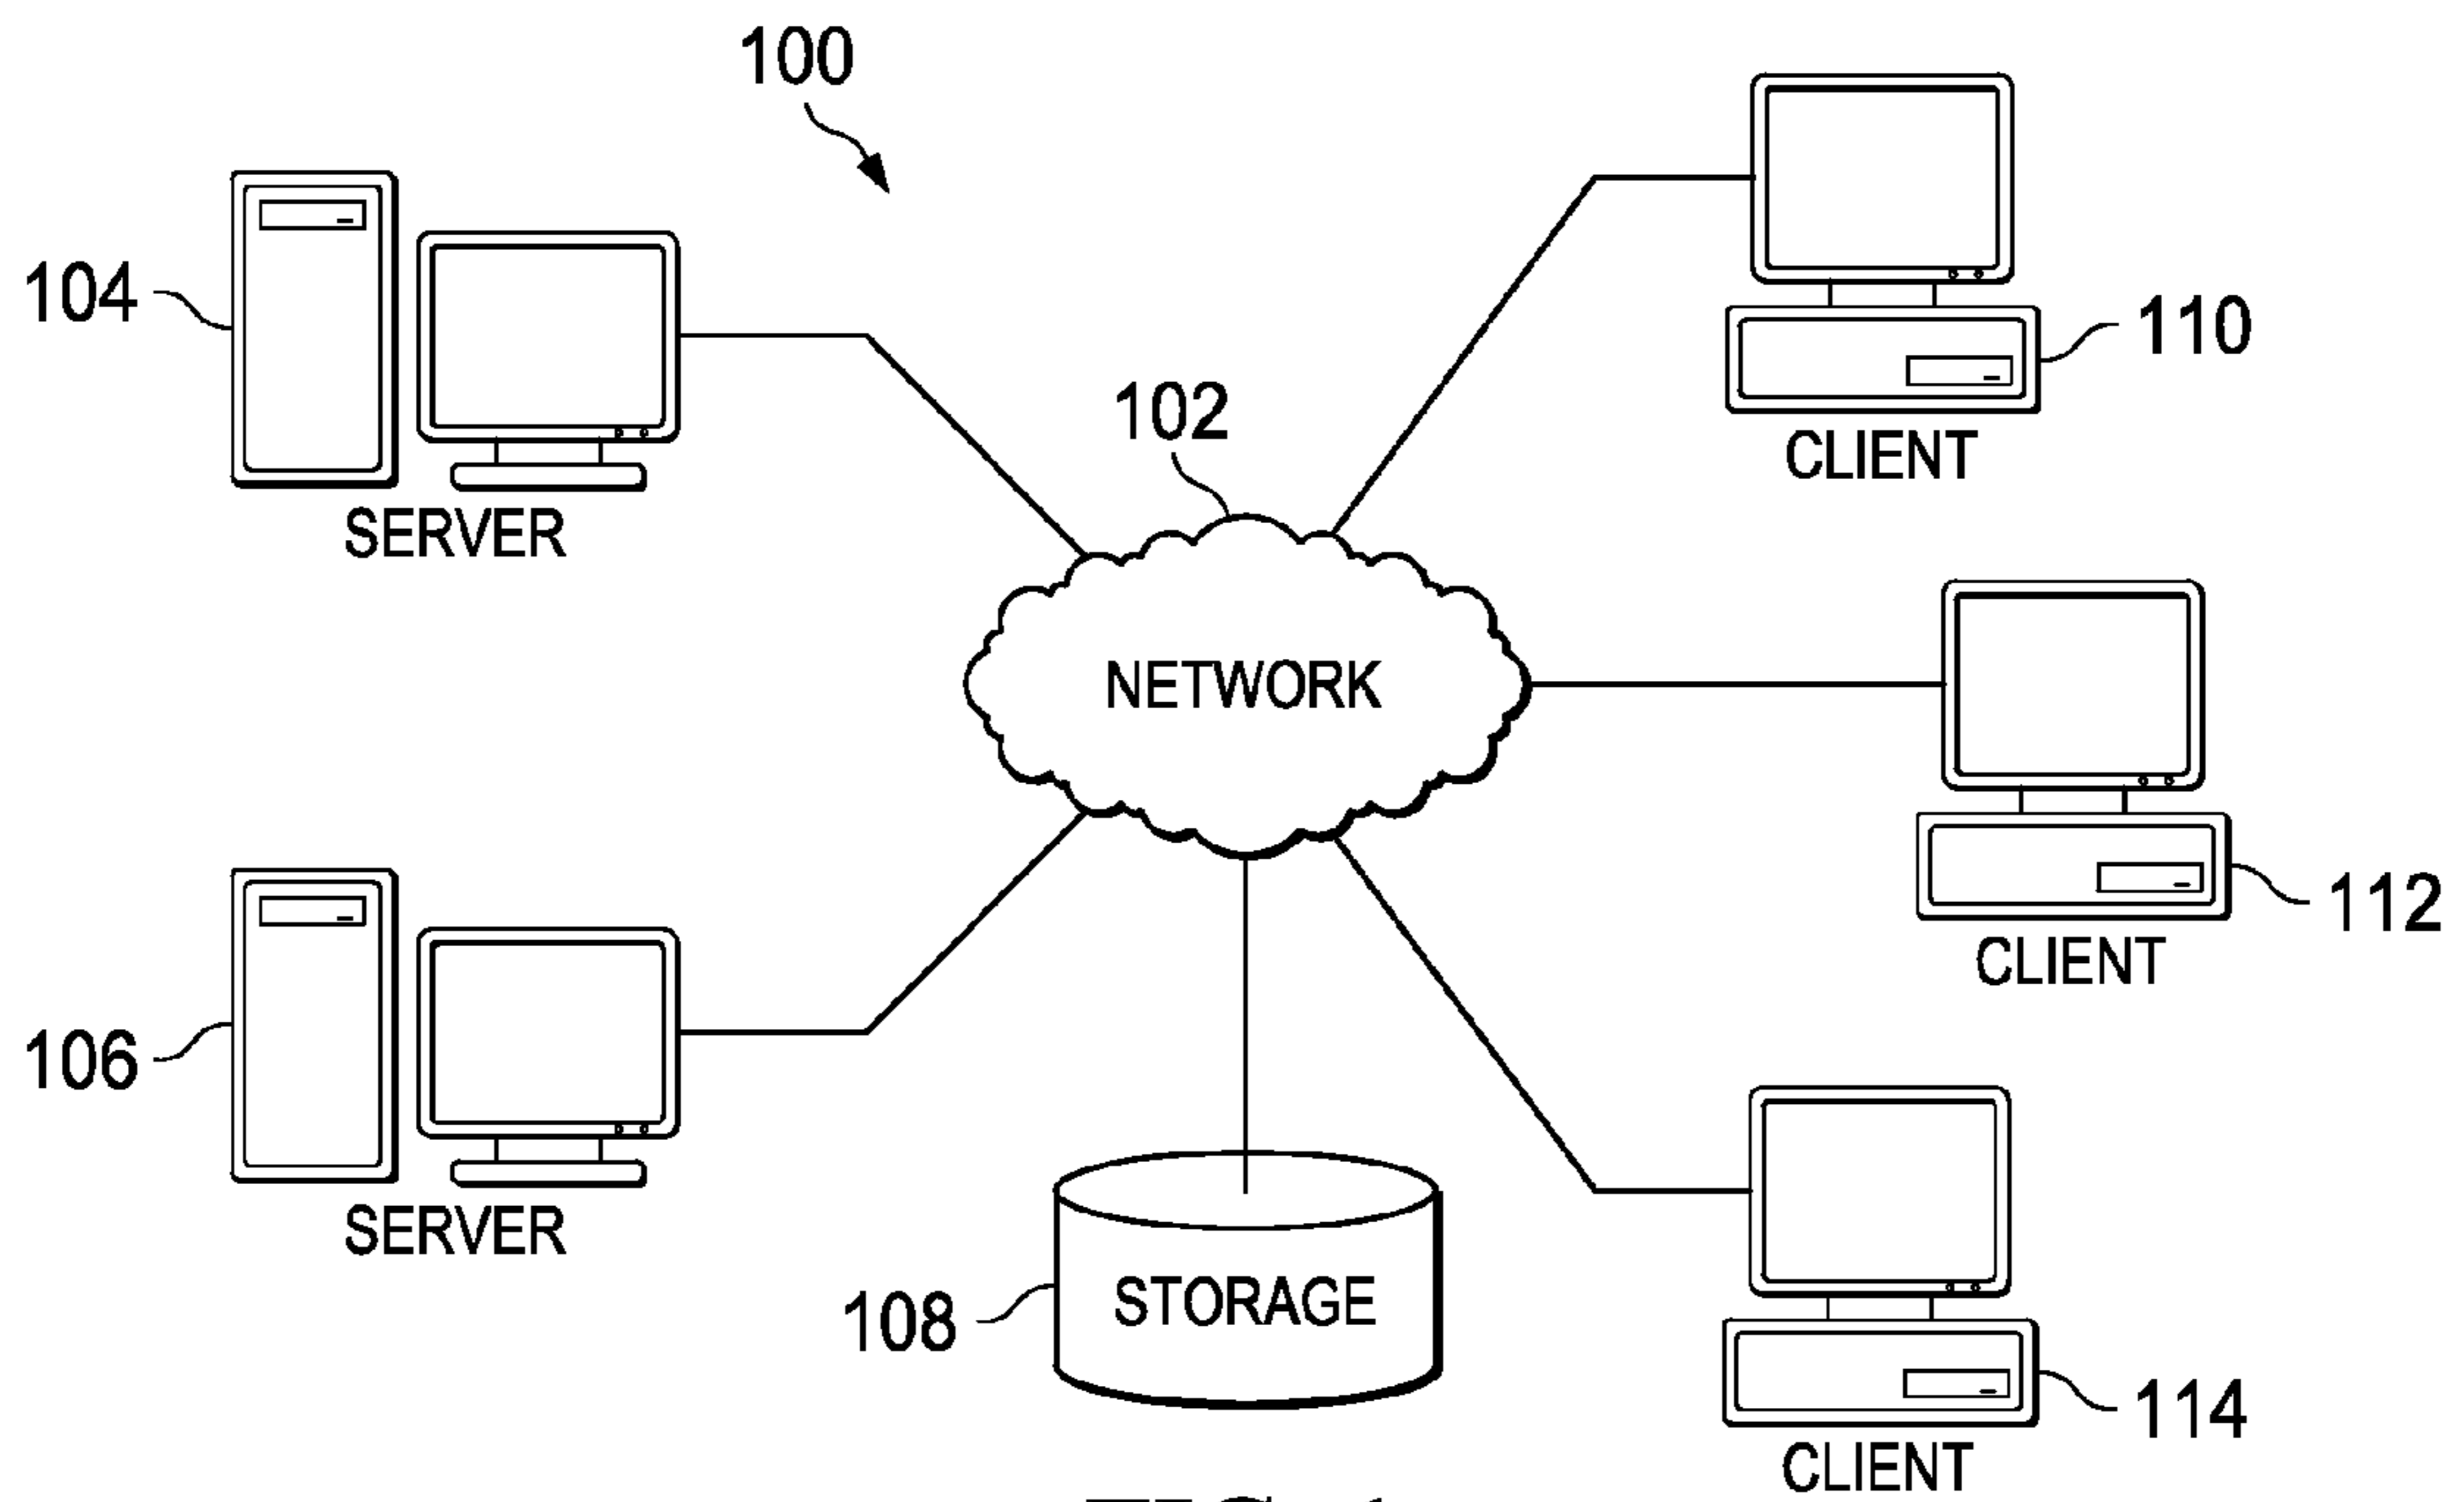 100
104
SERVER
110
CLIENT
102
NETWORK
112
CLIENT
106
SERVER
108
STORAGE
114
CLIENT